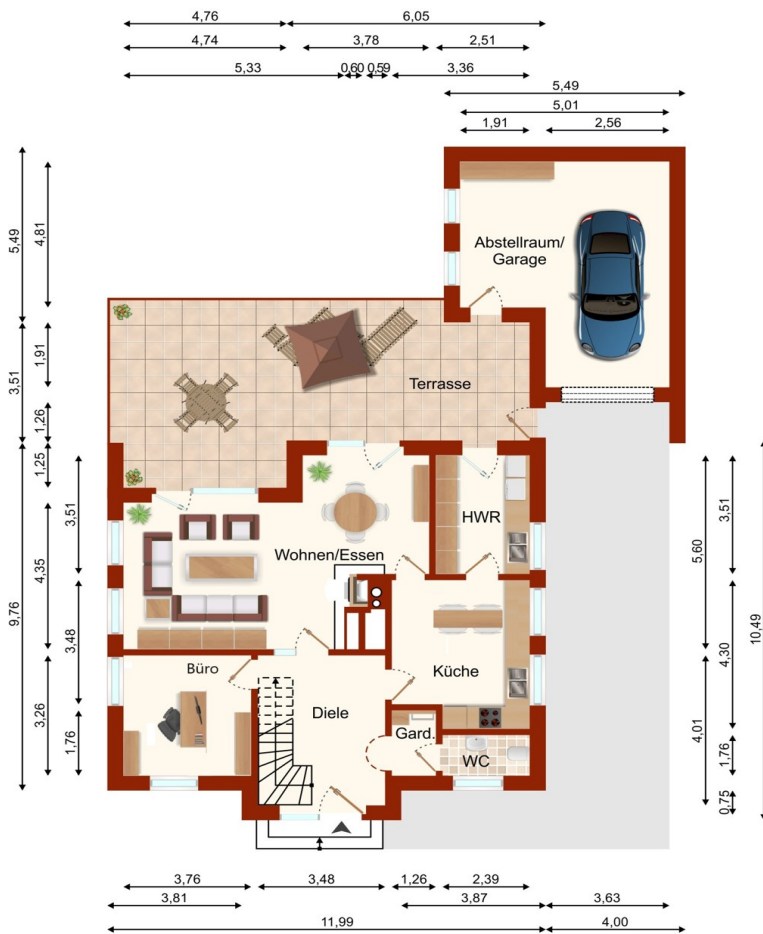 4,76 6,05
4,74 3,78 2,51
5,33 0,60 0,59 3,36
5,49
5,01
1,91 2,56
5,49
4,81
Abstellraum/
Garage
3,51
1,91
1,26
Terrasse
1,25
9,76
4,35
3,51
3,48
3,26
1,76
HWR
Wohnen/Essen
Küche
Büro
Diele
Gard.
WC
5,60
3,51
10,49
4,30
4,01
1,76
0,75
3,76 3,48 1,26 2,39
3,81 3,87 3,63
11,99 4,00